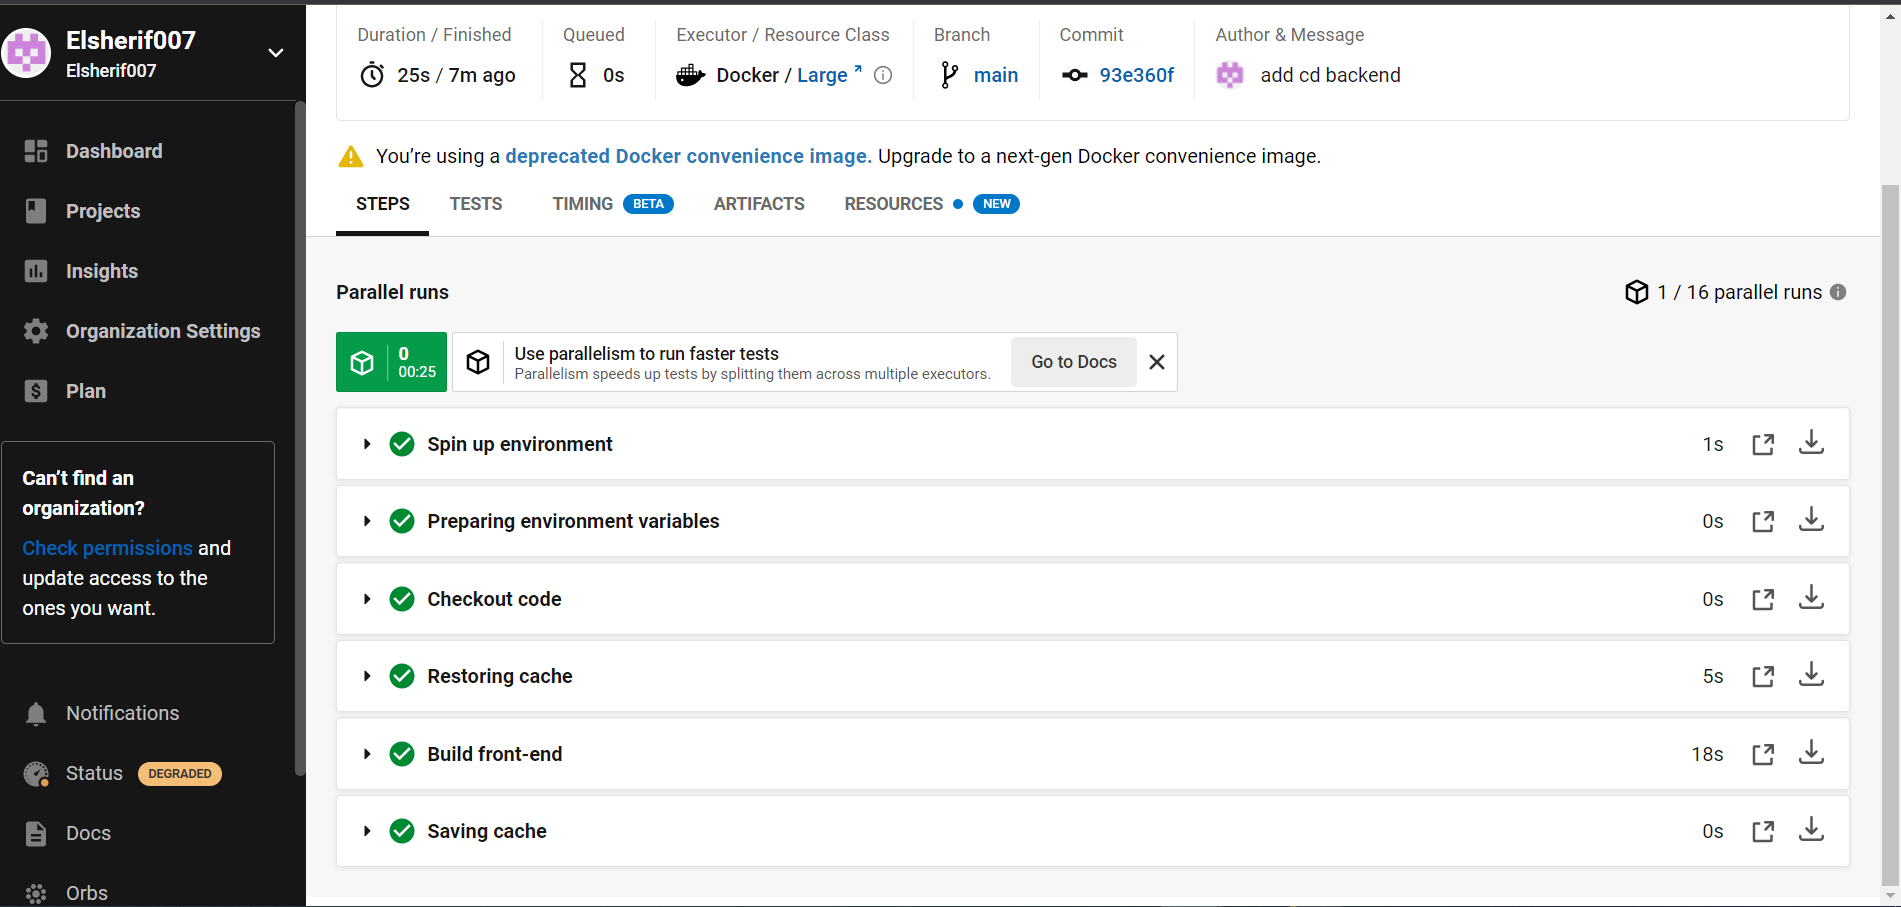 Elsherif007
Elsherif007
Dashboard
Projects
Insights
Organization Settings
Plan
Can’t find an
organization?
Check permissions and
update access to the
ones you want.
Notifications
Status DEGRADED
Docs
Orbs
Duration / Finished
25s / 7m ago
Queued
0s
Executor / Resource Class
Docker / Large
Branch
main
Commit
93e360f
Author & Message
add cd backend
You’re using a deprecated Docker convenience image. Upgrade to a next-gen Docker convenience image.
STEPS TESTS TIMING BETA ARTIFACTS RESOURCES NEW
Parallel runs
1 / 16 parallel runs
0
00:25
Use parallelism to run faster tests
Parallelism speeds up tests by splitting them across multiple executors.
Go to Docs
Spin up environment 1s
Preparing environment variables 0s
Checkout code 0s
Restoring cache 5s
Build front-end 18s
Saving cache 0s